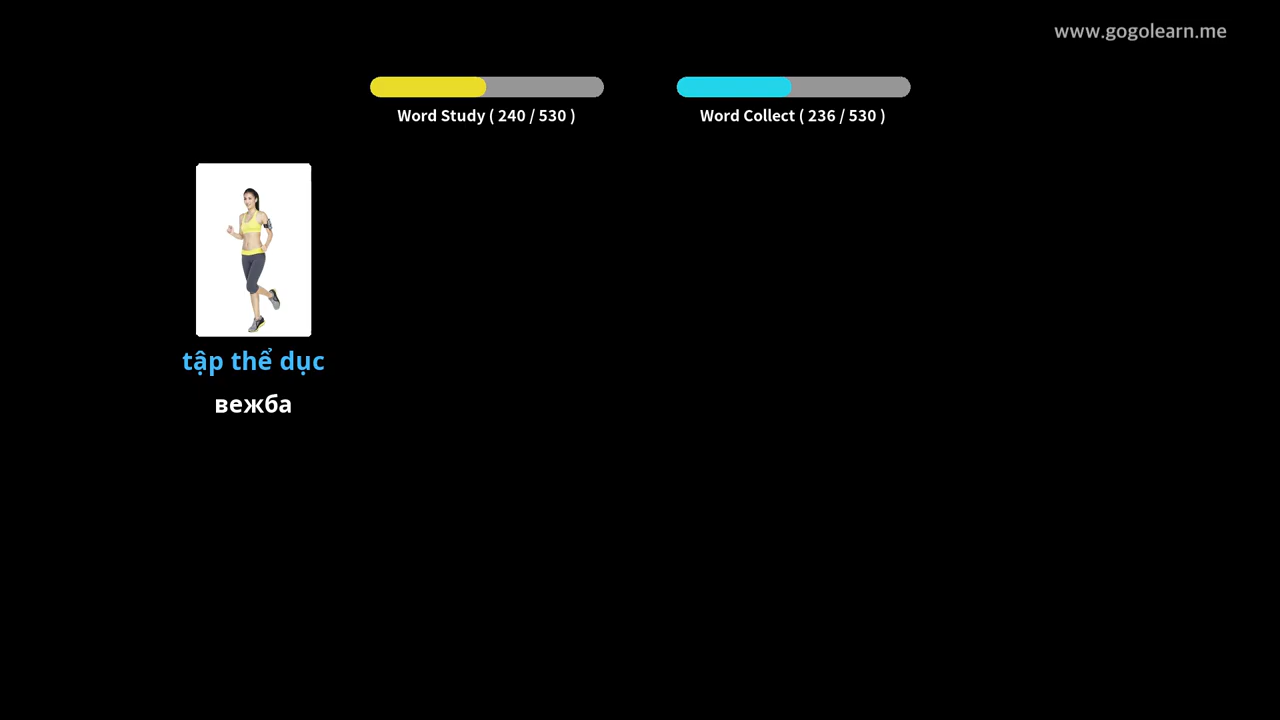 www.gogolearn.me
Word Study ( 240 / 530 )
Word Collect ( 236 / 530 )
tập thể dục
вежба